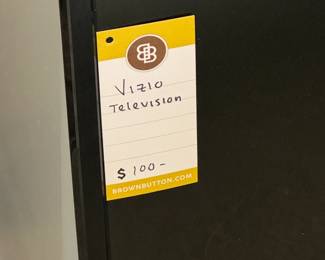 BB
Vizio
Television
$100-
BROWNBUTTON.COM